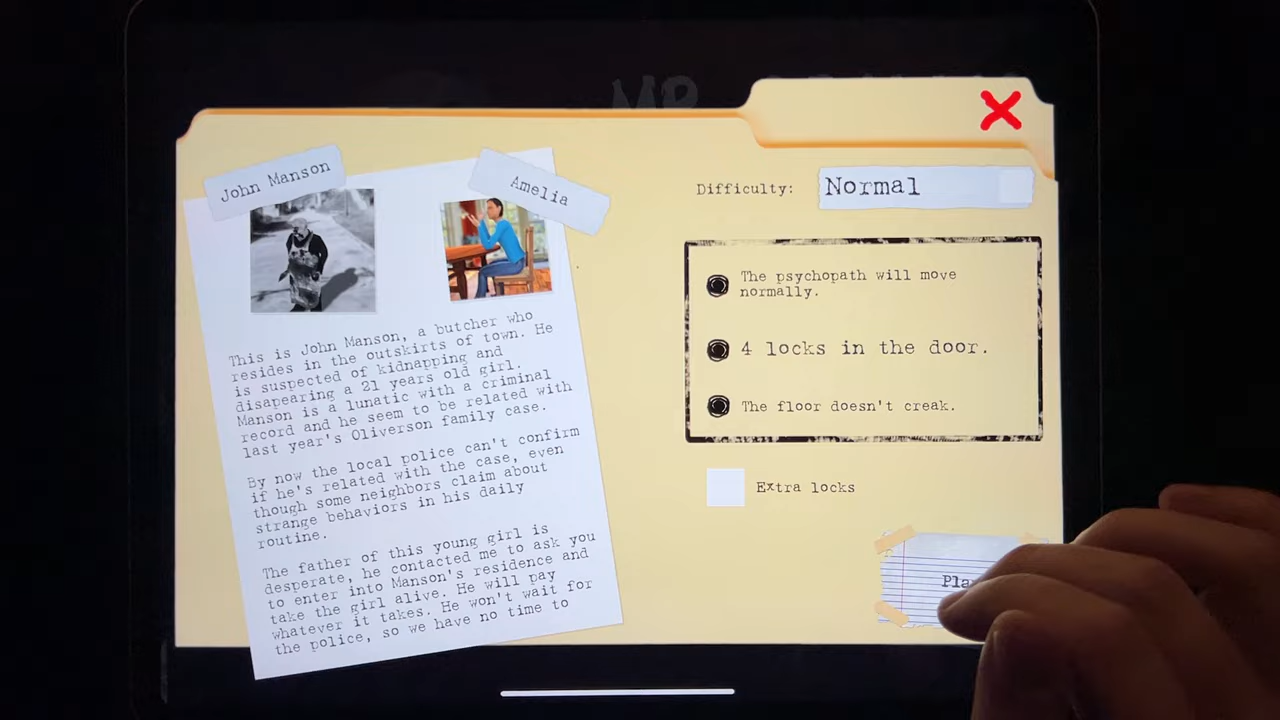 MR
John Manson
Amelia
This is John Manson, a butcher who
resides in the outskirts of town. He
is suspected of kidnapping and
disapearing a 21 years old girl.
Manson is a lunatic with a criminal
record and he seem to be related with
last year's Oliverson family case.
By now the local police can't confirm
if he's related with the case, even
though some neighbors claim about
strange behaviors in his daily
routine.
The father of this young girl is
desperate, he contacted me to ask you
to enter into Manson's residence and
take the girl alive. He will pay
whatever it takes. He won't wait for
the police, so we have no time to
Difficulty:
Normal
The psychopath will move
normally.
4 locks in the door.
The floor doesn't creak.
Extra locks